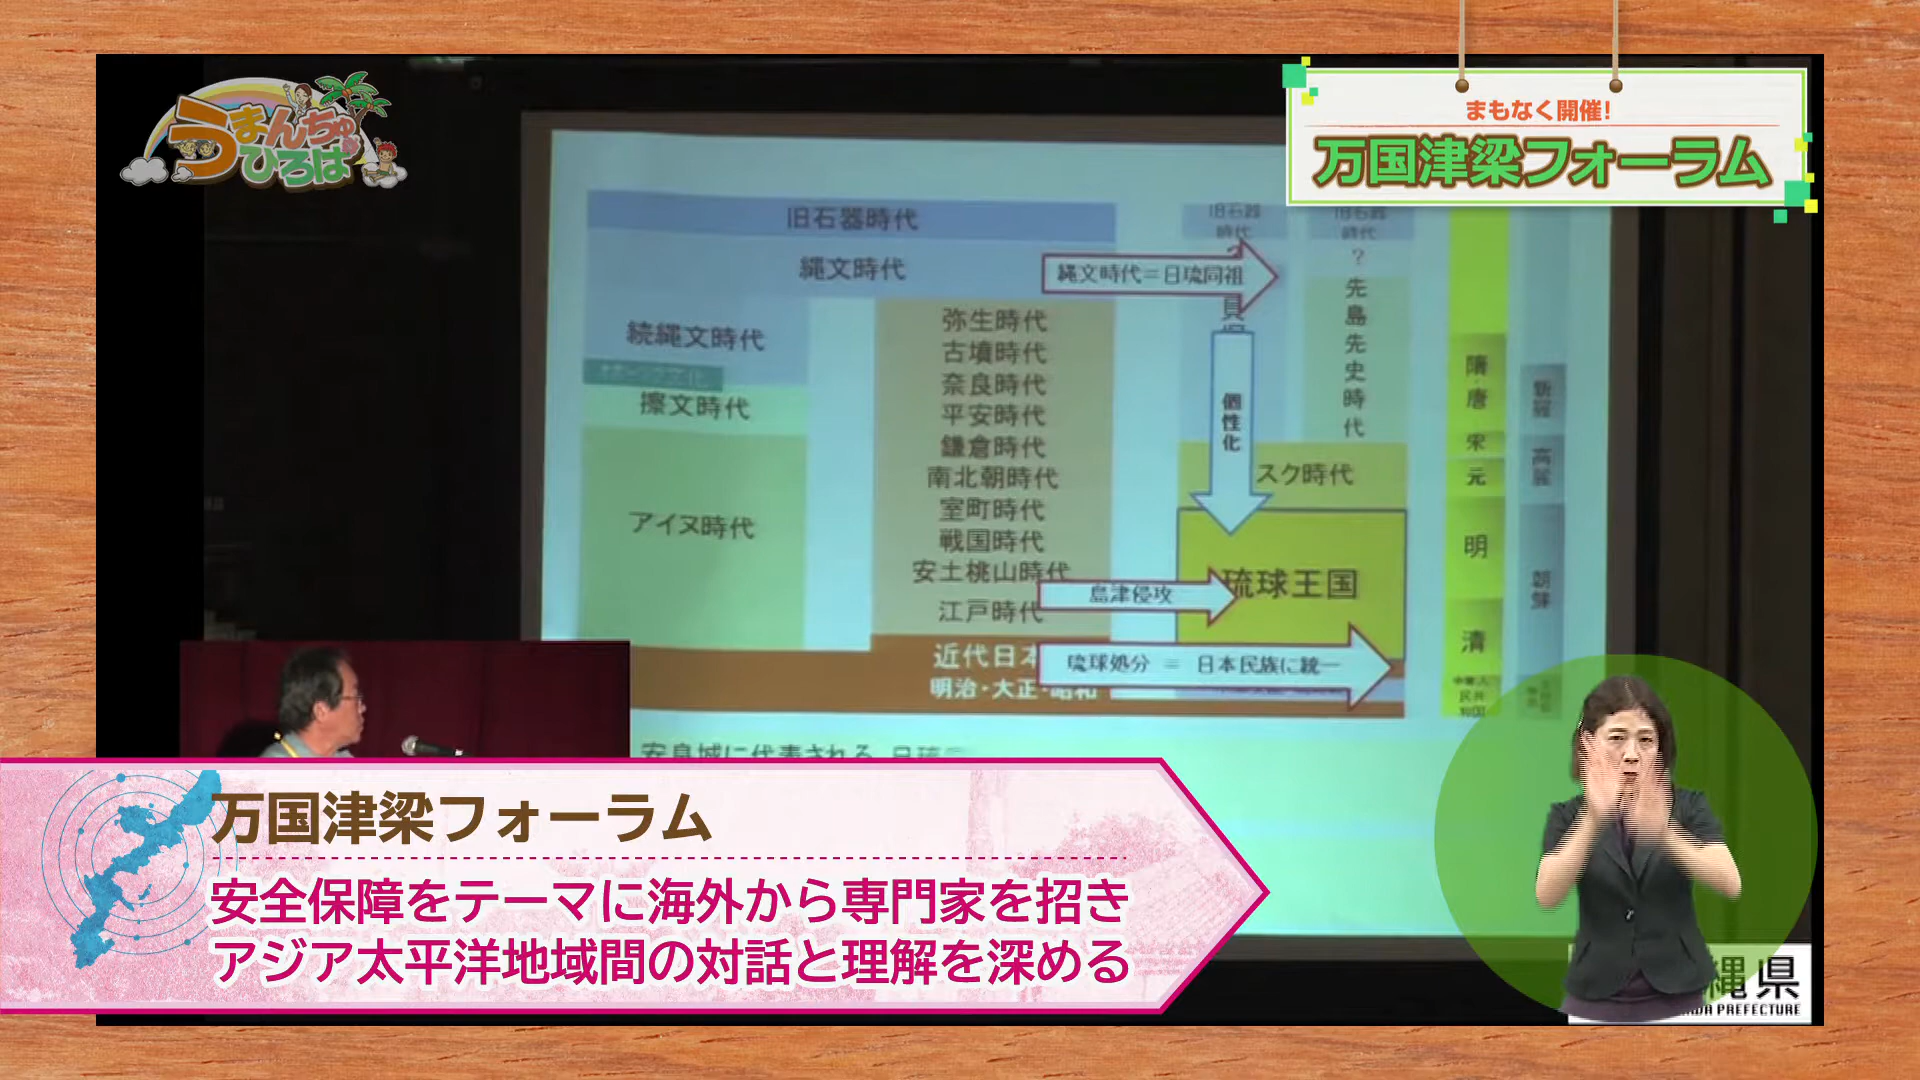 うまんちゅ
ひろば
まもなく開催!
万国津梁フォーラム
旧石器時代
縄文時代
続縄文時代
擦文時代
アイヌ時代
弥生時代
古墳時代
奈良時代
平安時代
鎌倉時代
南北朝時代
室町時代
戦国時代
安土桃山時代
江戸時代
近代日本
明治・大正・昭和
縄文時代=日琉同祖
個性化
島津侵攻
琉球処分 = 日本民族に統一
旧石器
時代
旧石器
時代
?
先島先史時代
スク時代
琉球王国
隋・唐
宋
元
明
清
新羅
高麗
朝鮮
万国津梁フォーラム
安全保障をテーマに海外から専門家を招き
アジア太平洋地域間の対話と理解を深める
縄県
PREFECTURE